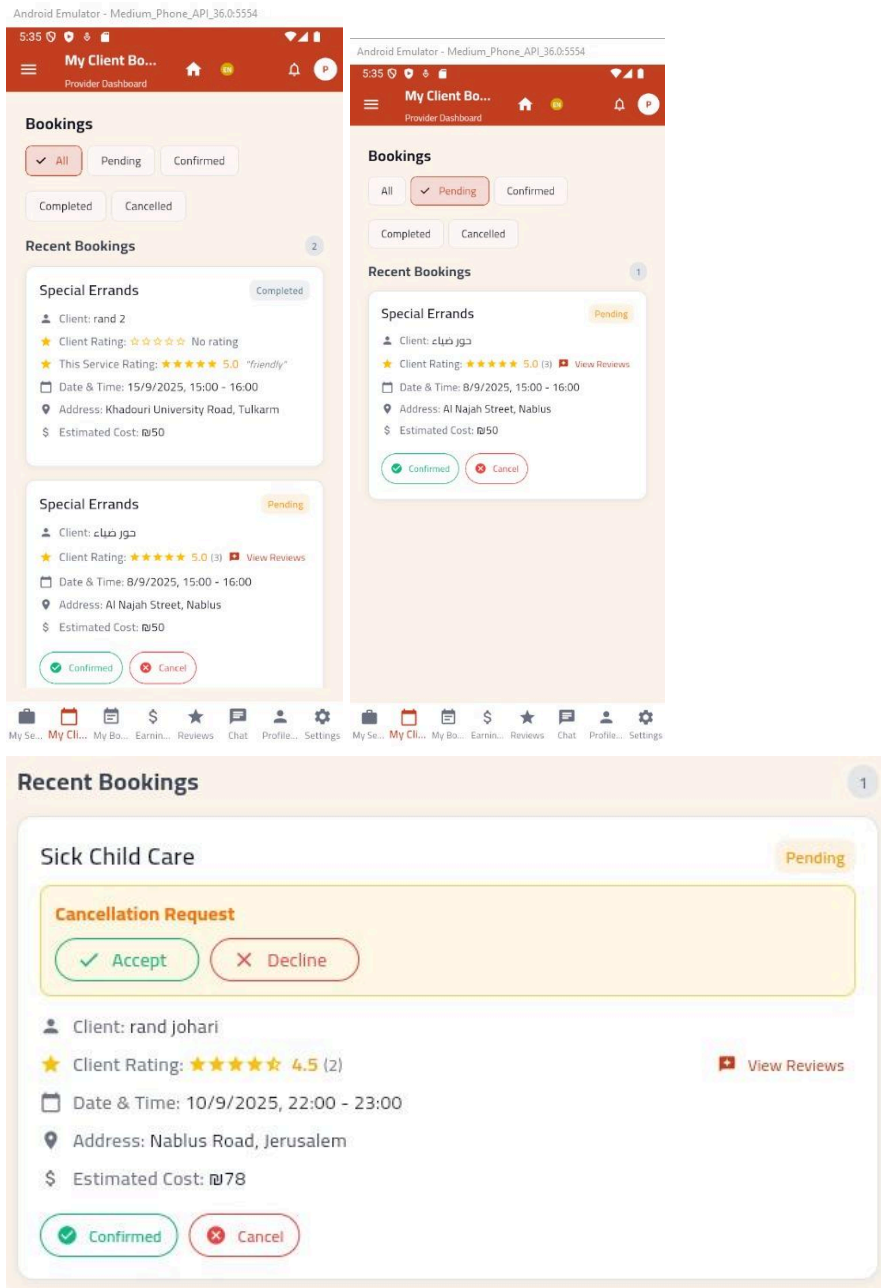 Android Emulator - Medium_Phone_API_36.0:5554
5:35
My Client Bo...
EN
P
Provider Dashboard
Bookings
All
Pending
Confirmed
Completed
Cancelled
Recent Bookings
2
Special Errands
Completed
Client: rand 2
Client Rating: ☆☆☆☆☆ No rating
This Service Rating: ★★★★★ 5.0 "friendly"
Date & Time: 15/9/2025, 15:00 - 16:00
Address: Khadouri University Road, Tulkarm
$ Estimated Cost: ₪50
Special Errands
Pending
Client: حور ضياء
Client Rating: ★★★★★ 5.0 (3) View Reviews
Date & Time: 8/9/2025, 15:00 - 16:00
Address: Al Najah Street, Nablus
$ Estimated Cost: ₪50
Confirmed
Cancel
My Se...
My Cli...
My Bo...
Earnin...
Reviews
Chat
Profile...
Settings
Android Emulator - Medium_Phone_API_36.0:5554
5:35
My Client Bo...
EN
P
Provider Dashboard
Bookings
All
Pending
Confirmed
Completed
Cancelled
Recent Bookings
1
Special Errands
Pending
Client: حور ضياء
Client Rating: ★★★★★ 5.0 (3) View Reviews
Date & Time: 8/9/2025, 15:00 - 16:00
Address: Al Najah Street, Nablus
$ Estimated Cost: ₪50
Confirmed
Cancel
My Se...
My Cli...
My Bo...
Earnin...
Reviews
Chat
Profile...
Settings
Recent Bookings
1
Sick Child Care
Pending
Cancellation Request
Accept
Decline
Client: rand johari
Client Rating: ★★★★⯪ 4.5 (2)
View Reviews
Date & Time: 10/9/2025, 22:00 - 23:00
Address: Nablus Road, Jerusalem
$ Estimated Cost: ₪78
Confirmed
Cancel